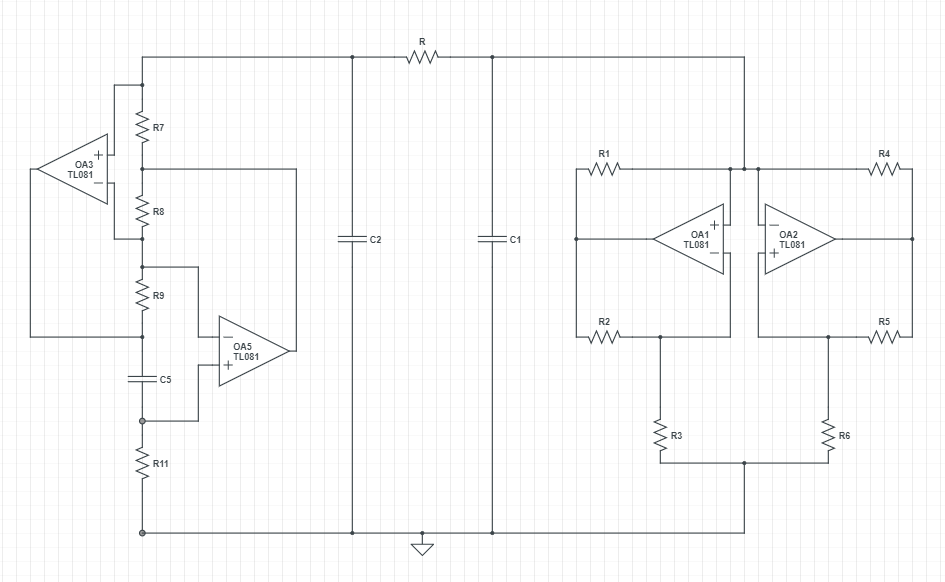 R
R7
OA3
TL081
R8
R9
OA5
TL081
C5
R11
C2
C1
R1
R4
OA1
TL081
OA2
TL081
R2
R5
R3
R6